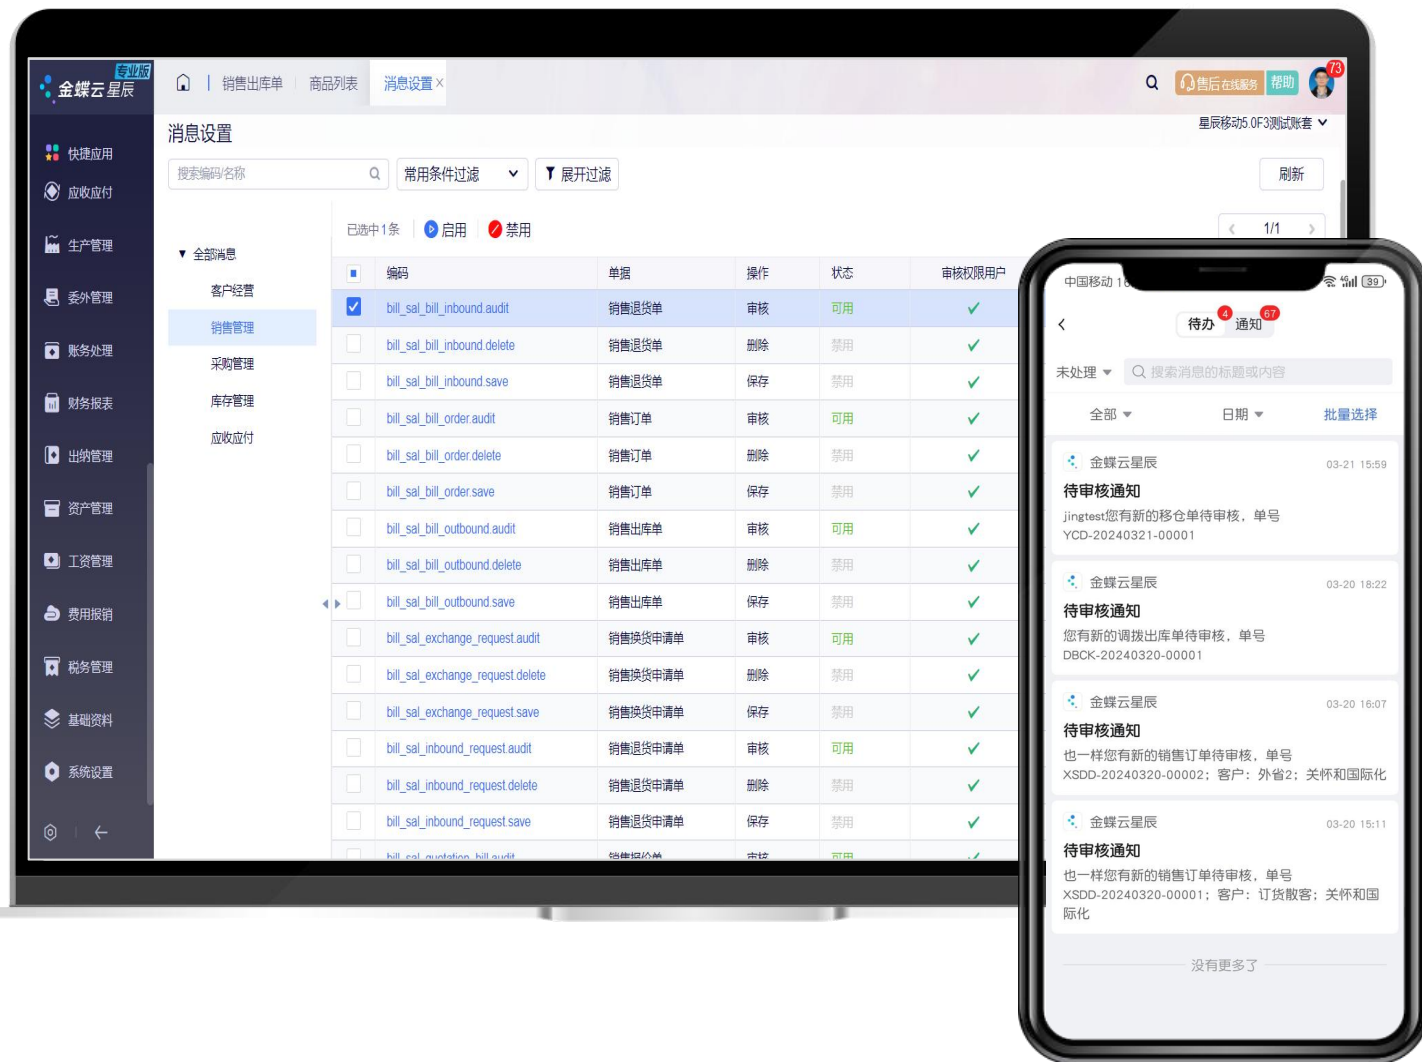 金蝶云星辰
专业版
销售出库单
商品列表
消息设置
售后在线服务
帮助
73
星辰移动5.0F3测试账套
快捷应用
应收应付
生产管理
委外管理
账务处理
财务报表
出纳管理
资产管理
工资管理
费用报销
税务管理
基础资料
系统设置
消息设置
搜索编码/名称
常用条件过滤
展开过滤
刷新
已选中1条
启用
禁用
1/1
全部消息
客户经营
销售管理
采购管理
库存管理
应收应付
编码 单据 操作 状态 审核权限用户
bill_sal_bill_inbound.audit 销售退货单 审核 可用
bill_sal_bill_inbound.delete 销售退货单 删除 禁用
bill_sal_bill_inbound.save 销售退货单 保存 禁用
bill_sal_bill_order.audit 销售订单 审核 可用
bill_sal_bill_order.delete 销售订单 删除 禁用
bill_sal_bill_order.save 销售订单 保存 禁用
bill_sal_bill_outbound.audit 销售出库单 审核 可用
bill_sal_bill_outbound.delete 销售出库单 删除 禁用
bill_sal_bill_outbound.save 销售出库单 保存 禁用
bill_sal_exchange_request.audit 销售换货申请单 审核 可用
bill_sal_exchange_request.delete 销售换货申请单 删除 禁用
bill_sal_exchange_request.save 销售换货申请单 保存 禁用
bill_sal_inbound_request.audit 销售退货申请单 审核 可用
bill_sal_inbound_request.delete 销售退货申请单 删除 禁用
bill_sal_inbound_request.save 销售退货申请单 保存 禁用
bill_sal_quotation_bill.audit 销售报价单 审核 可用
中国移动
4G
39
待办
4
通知
67
未处理
搜索消息的标题或内容
全部
日期
批量选择
金蝶云星辰 03-21 15:59
待审核通知
jingtest您有新的移仓单待审核，单号
YCD-20240321-00001
金蝶云星辰 03-20 18:22
待审核通知
您有新的调拨出库单待审核，单号
DBCK-20240320-00001
金蝶云星辰 03-20 16:07
待审核通知
也一样您有新的销售订单待审核，单号
XSDD-20240320-00002；客户：外省2；关怀和国际化
金蝶云星辰 03-20 15:11
待审核通知
也一样您有新的销售订单待审核，单号
XSDD-20240320-00001；客户：订货散客；关怀和国
际化
没有更多了